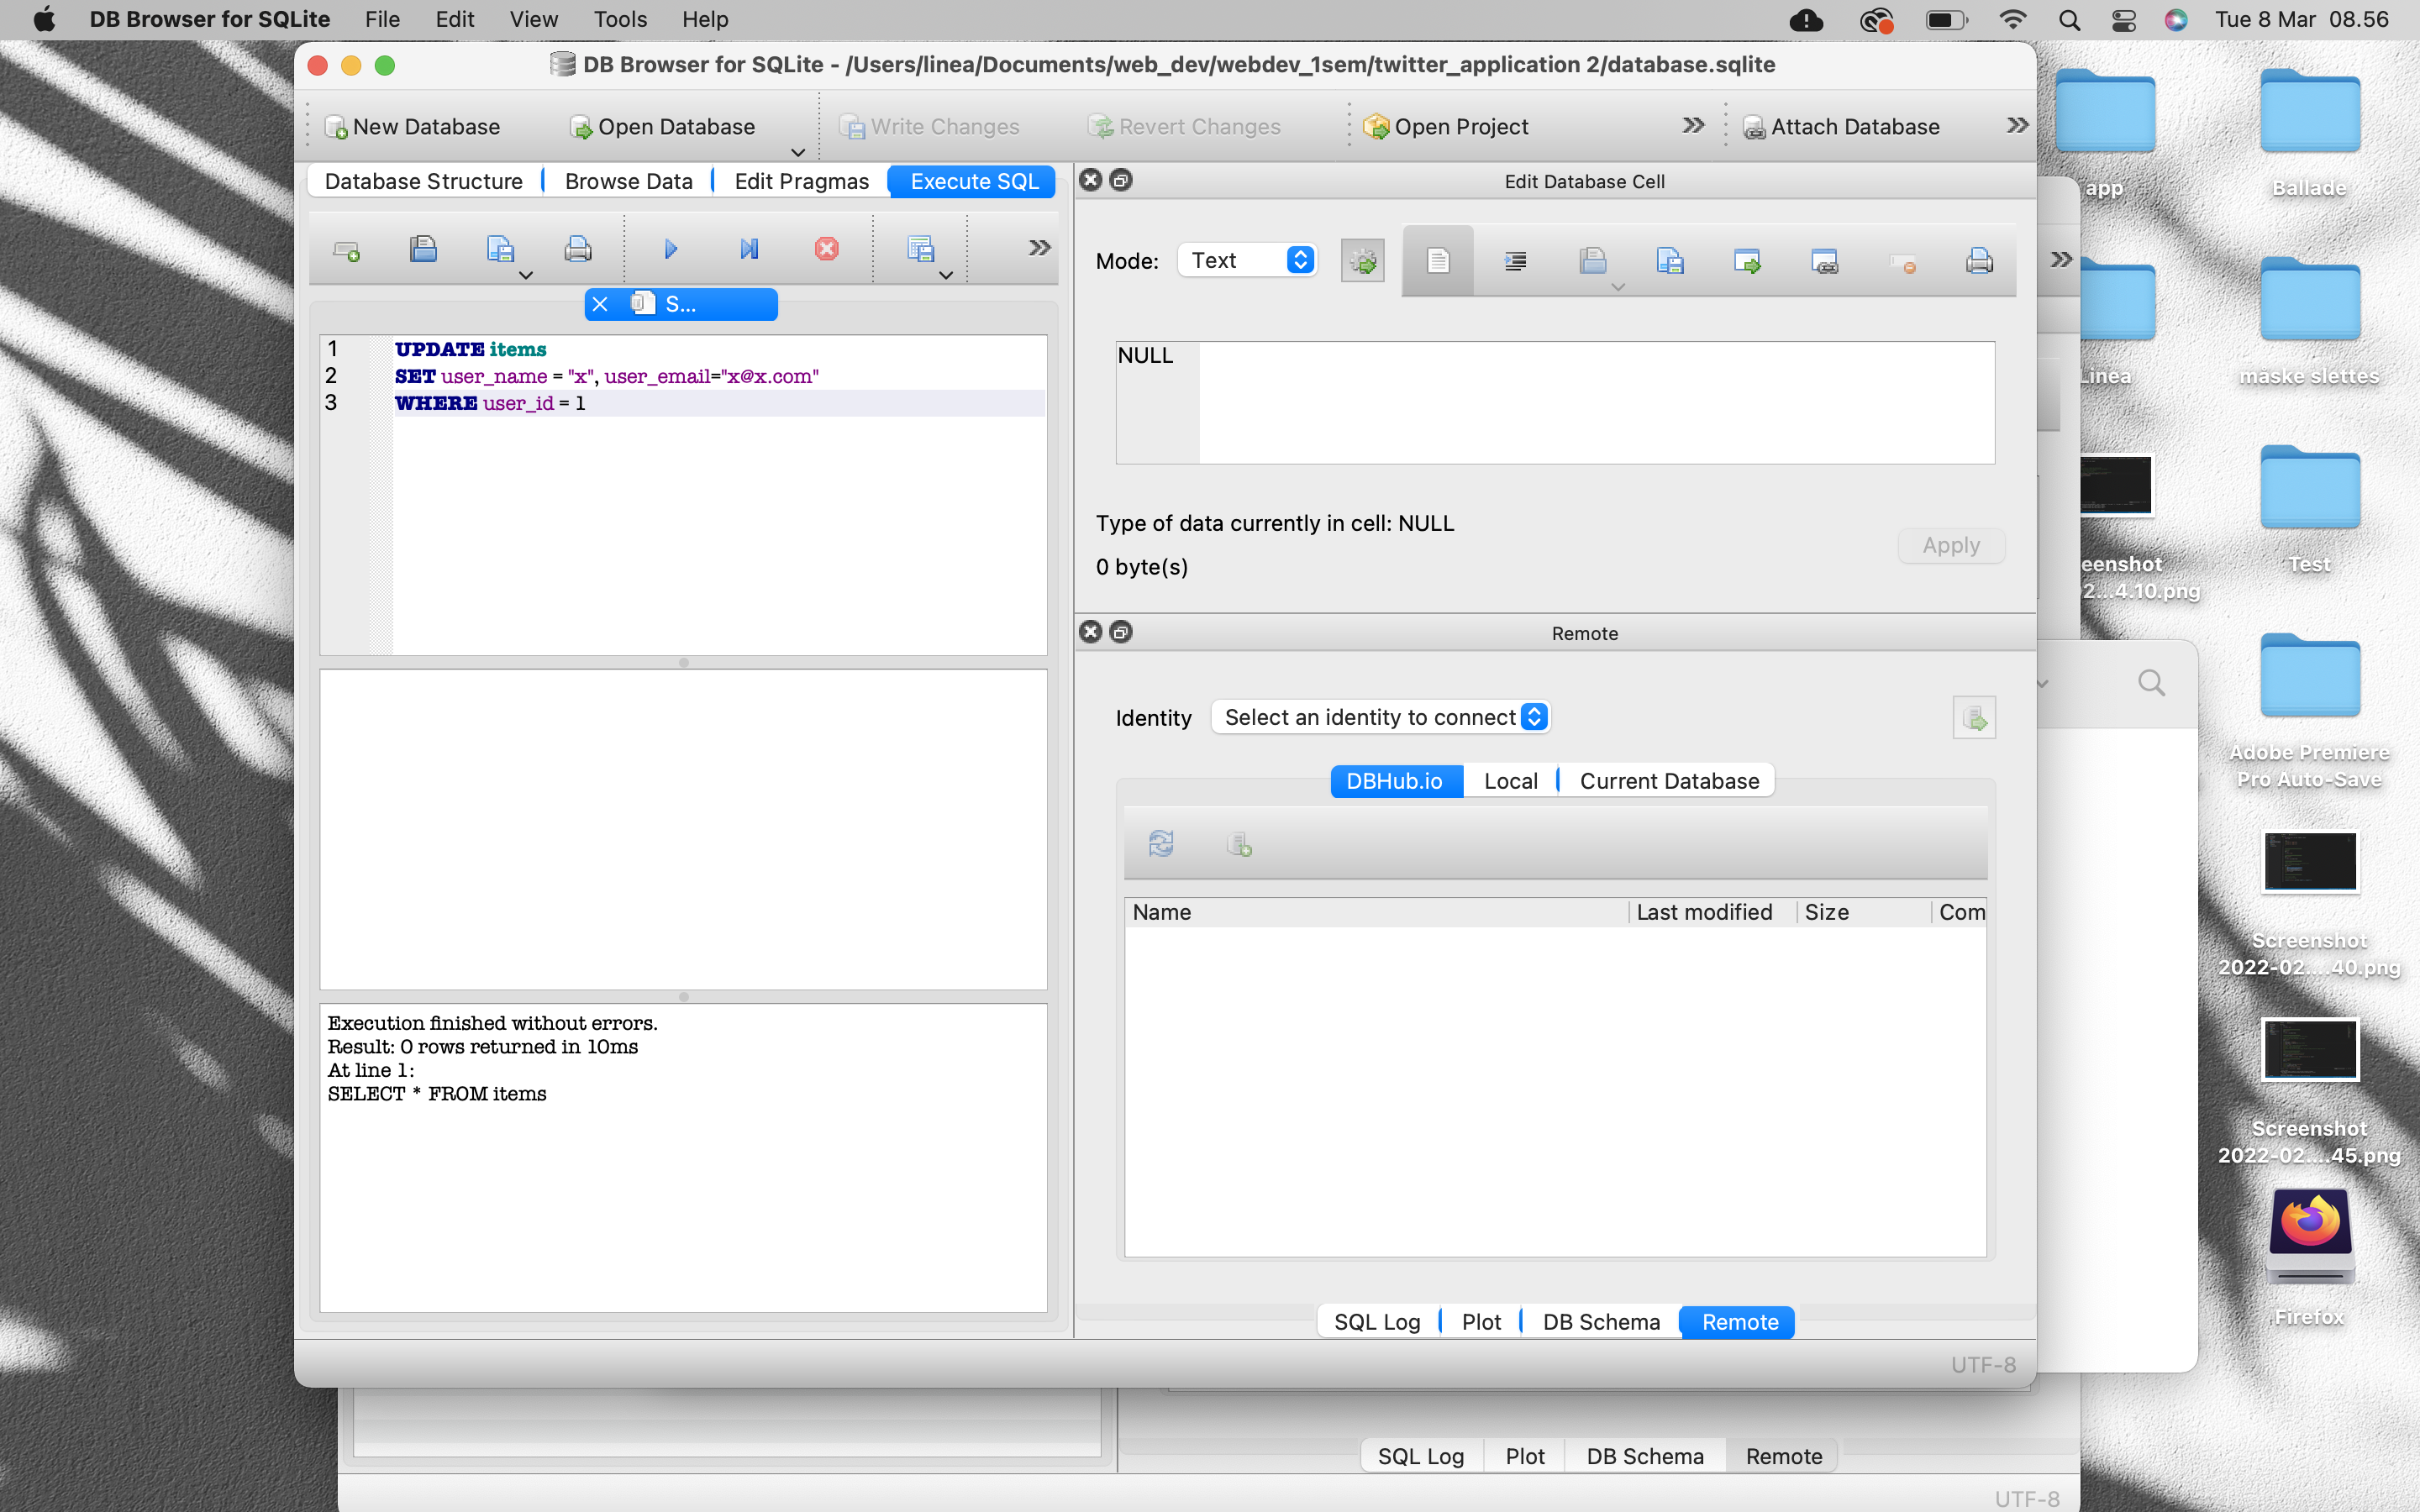 DB Browser for SQLite File Edit View Tools Help Tue 8 Mar 08.56
DB Browser for SQLite - /Users/linea/Documents/web_dev/webdev_1sem/twitter_application 2/database.sqlite
New Database Open Database Write Changes Revert Changes Open Project Attach Database
Database Structure Browse Data Edit Pragmas Execute SQL
S...
1 UPDATE items
2 SET user_name = "x", user_email="x@x.com"
3 WHERE user_id = 1
Execution finished without errors.
Result: 0 rows returned in 10ms
At line 1:
SELECT * FROM items
Edit Database Cell
Mode: Text
NULL
Type of data currently in cell: NULL
0 byte(s)
Apply
Remote
Identity Select an identity to connect
DBHub.io Local Current Database
Name Last modified Size Com
SQL Log Plot DB Schema Remote
UTF-8
SQL Log Plot DB Schema Remote
UTF-8
app
Linea
eenshot
2...4.10.png
Ballade
måske slettes
Test
Adobe Premiere
Pro Auto-Save
Screenshot
2022-02....40.png
Screenshot
2022-02....45.png
Firefox